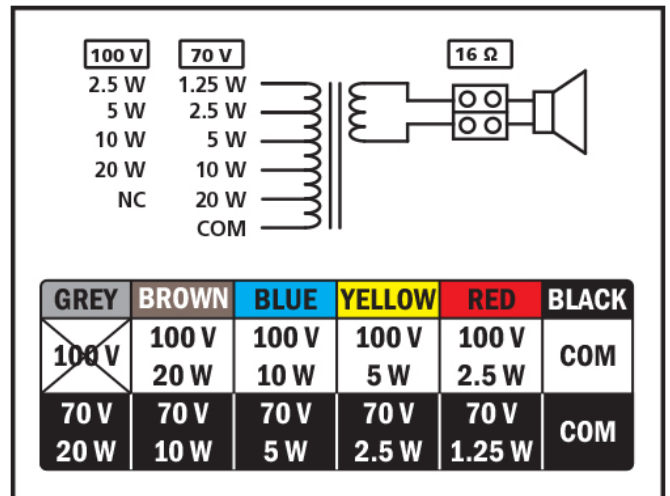 100 V 70 V 16 Ω
2.5 W 1.25 W
5 W 2.5 W
10 W 5 W
20 W 10 W
NC 20 W
COM
GREY BROWN BLUE YELLOW RED BLACK
100 V 100 V 100 V 100 V 100 V COM
20 W 10 W 5 W 2.5 W
70 V 70 V 70 V 70 V 70 V COM
20 W 10 W 5 W 2.5 W 1.25 W